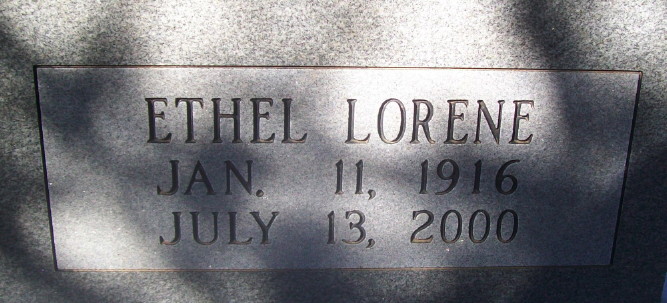 ETHEL LORENE
JAN. 11, 1916
JULY 13, 2000